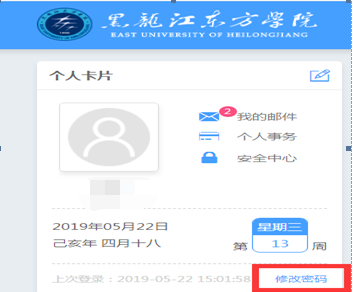 黑龙江东方学院
EAST UNIVERSITY OF HEILONGJIANG
个人卡片
2 我的邮件
个人事务
安全中心
2019年05月22日 星期三
己亥年 四月十八 第 13 周
上次登录：2019-05-22 15:01:58 修改密码